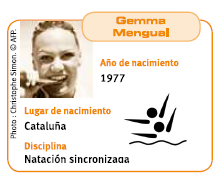 Gemma
Mengual
Año de nacimiento
1977
Photo : Christophe Simon. © AFP.
Lugar de nacimiento
Cataluña
Disciplina
Natación sincronizada